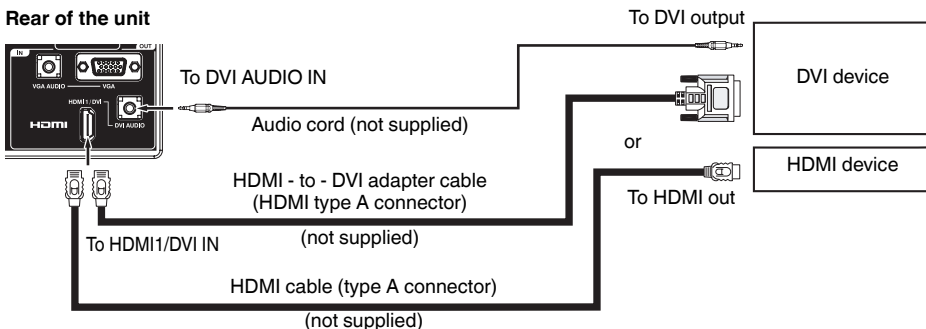 Rear of the unit
To DVI output
IN
OUT
VGA AUDIO
VGA
To DVI AUDIO IN
DVI device
HDMI 1 / DVI
HDMI
DVI AUDIO
Audio cord (not supplied)
or
HDMI device
HDMI - to - DVI adapter cable
(HDMI type A connector)
To HDMI out
(not supplied)
To HDMI1/DVI IN
HDMI cable (type A connector)
(not supplied)